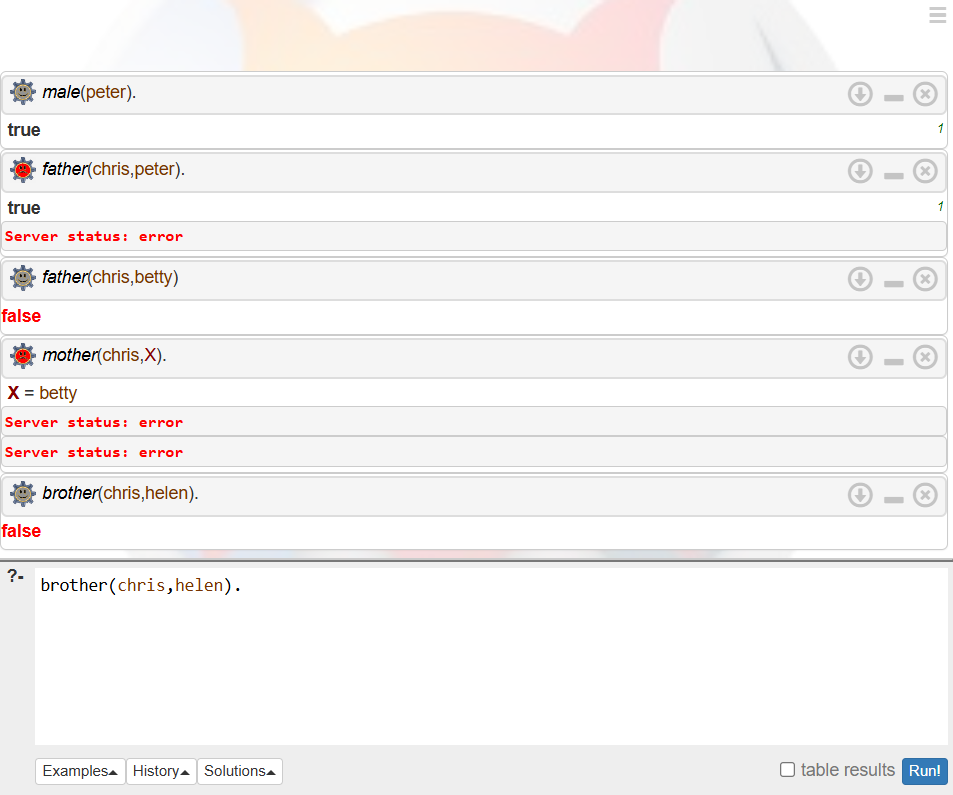 male(peter).
true
1
father(chris,peter).
true
1
Server status: error
father(chris,betty)
false
mother(chris,X).
X = betty
Server status: error
Server status: error
brother(chris,helen).
false
?- brother(chris,helen).
Examples History Solutions table results Run!